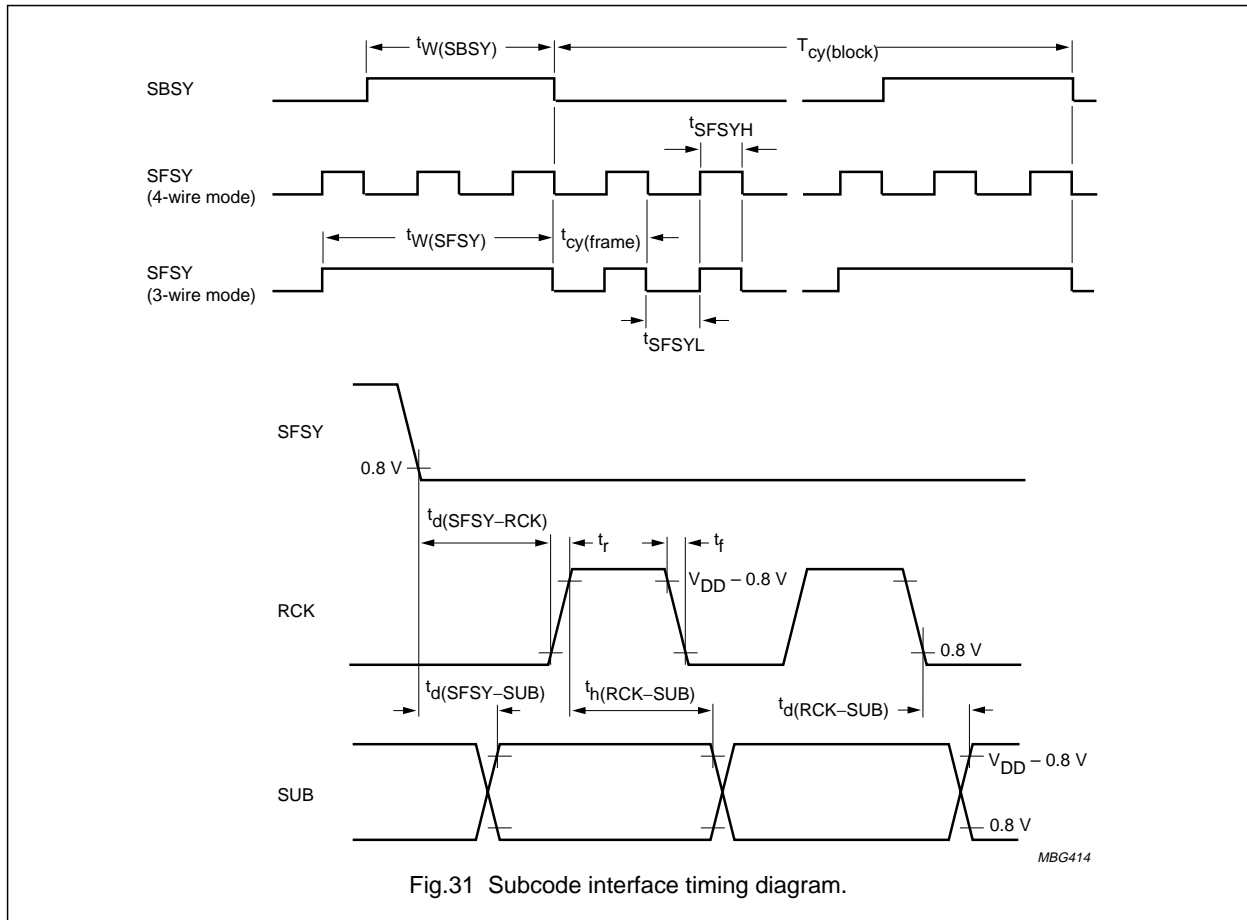 tW(SBSY)
Tcy(block)
SBSY
tSFSYH
SFSY
(4-wire mode)
tW(SFSY)
tcy(frame)
SFSY
(3-wire mode)
tSFSYL
SFSY
0.8 V
td(SFSY–RCK)
tr
tf
VDD – 0.8 V
RCK
0.8 V
td(SFSY–SUB)
th(RCK–SUB)
td(RCK–SUB)
VDD – 0.8 V
SUB
0.8 V
MBG414
Fig.31 Subcode interface timing diagram.